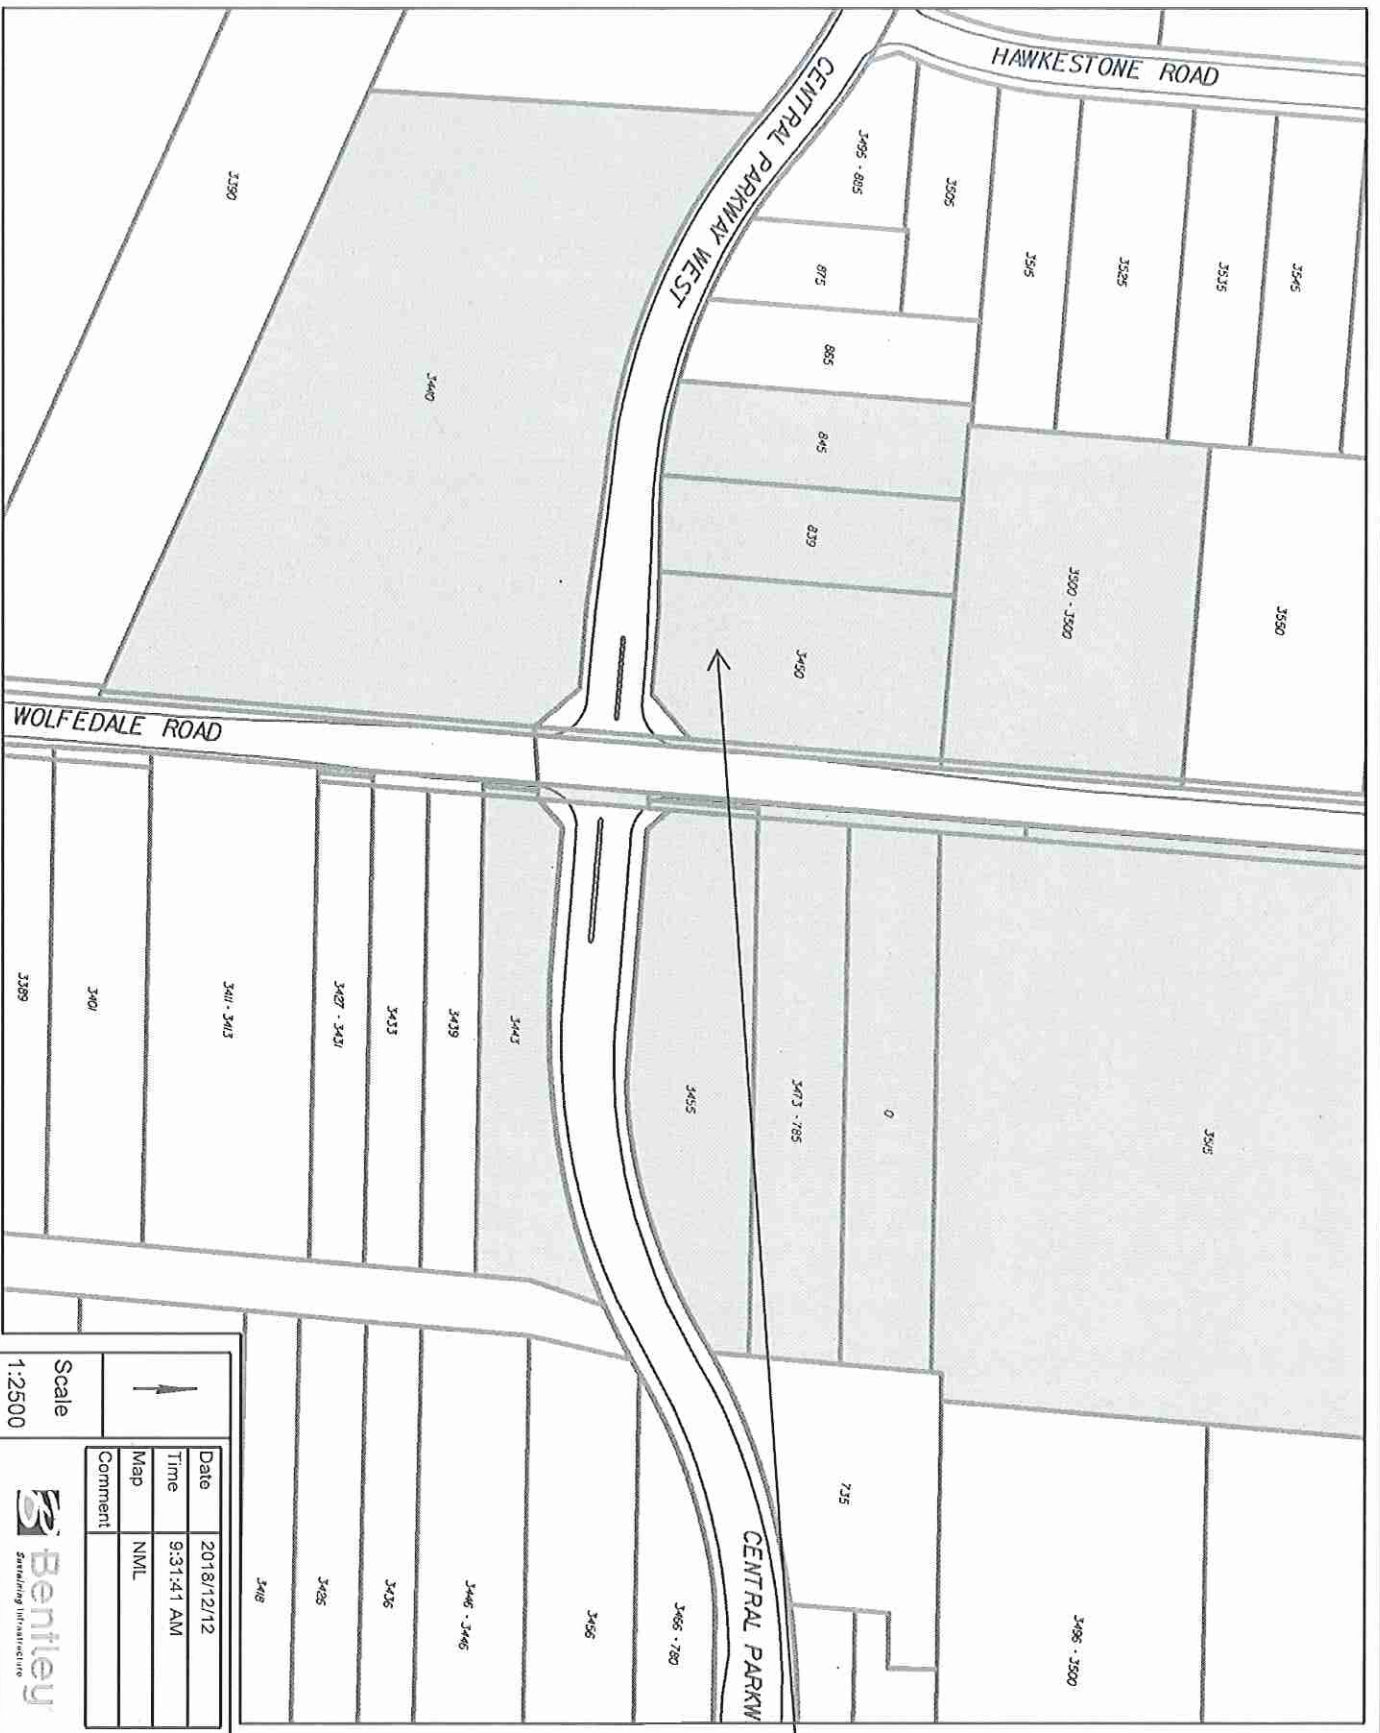 HAWKESTONE ROAD
CENTRAL PARKWAY WEST
WOLFEDALE ROAD
CENTRAL PARKW
3545
3535
3525
3515
3505
3495 - 885
875
865
845
839
3450
3500 - 3500
3550
3390
3440
3515
0
3473 - 785
3455
3443
3439
3433
3427 - 3431
3411 - 3413
3401
3389
735
3496 - 3500
3466 - 780
3456
3446 - 3446
3436
3426
3418
Scale
1:2500
Date 2018/12/12
Time 9:31:41 AM
Map NML
Comment
Bentley
Sustaining Infrastructure